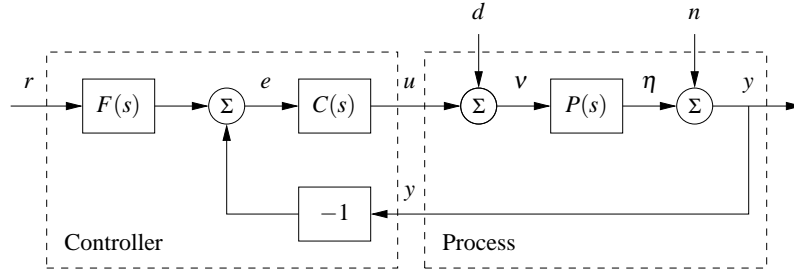 d n
r e u ν η y
F(s) Σ C(s) Σ P(s) Σ
y
−1
Controller Process